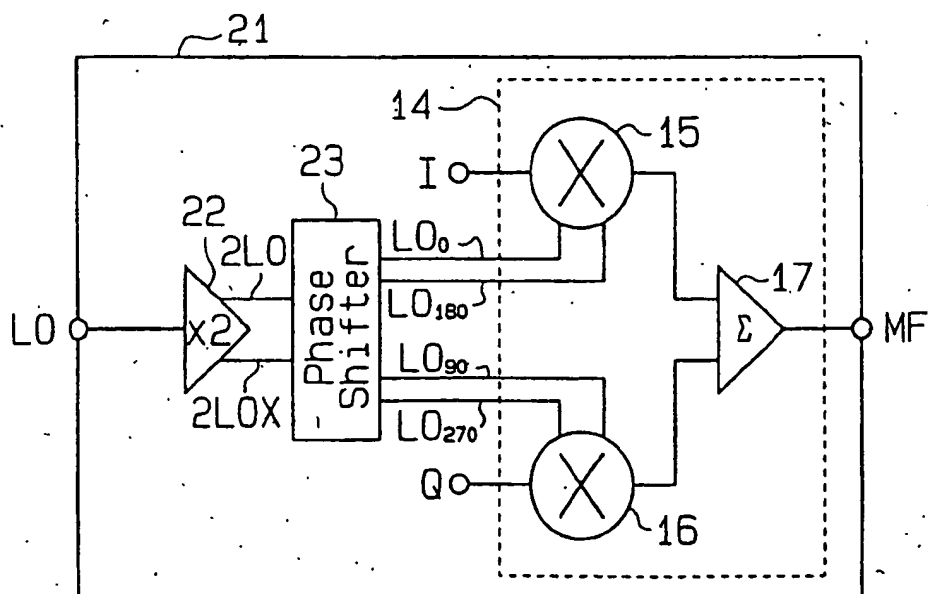 21
14
15
I
23
22
2LO
LO0
LO180
17
LO
x2
Phase
Shifter
Σ
MF
2LOX
LO90
LO270
Q
16